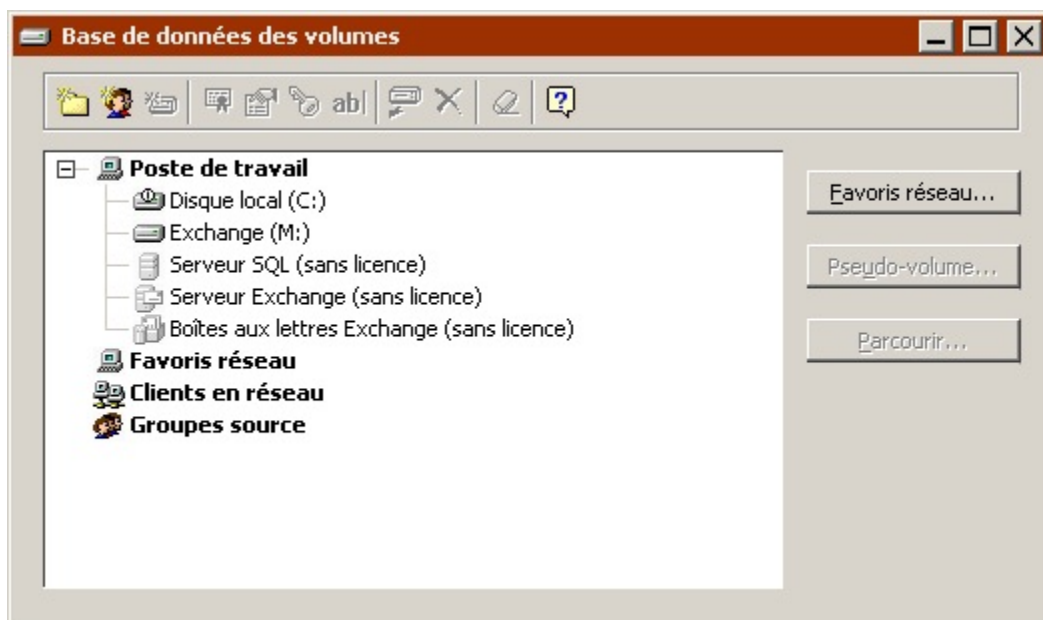 Base de données des volumes
ab|
Poste de travail
Disque local (C:)
Exchange (M:)
Serveur SQL (sans licence)
Serveur Exchange (sans licence)
Boîtes aux lettres Exchange (sans licence)
Favoris réseau
Clients en réseau
Groupes source
Favoris réseau...
Pseudo-volume...
Parcourir...